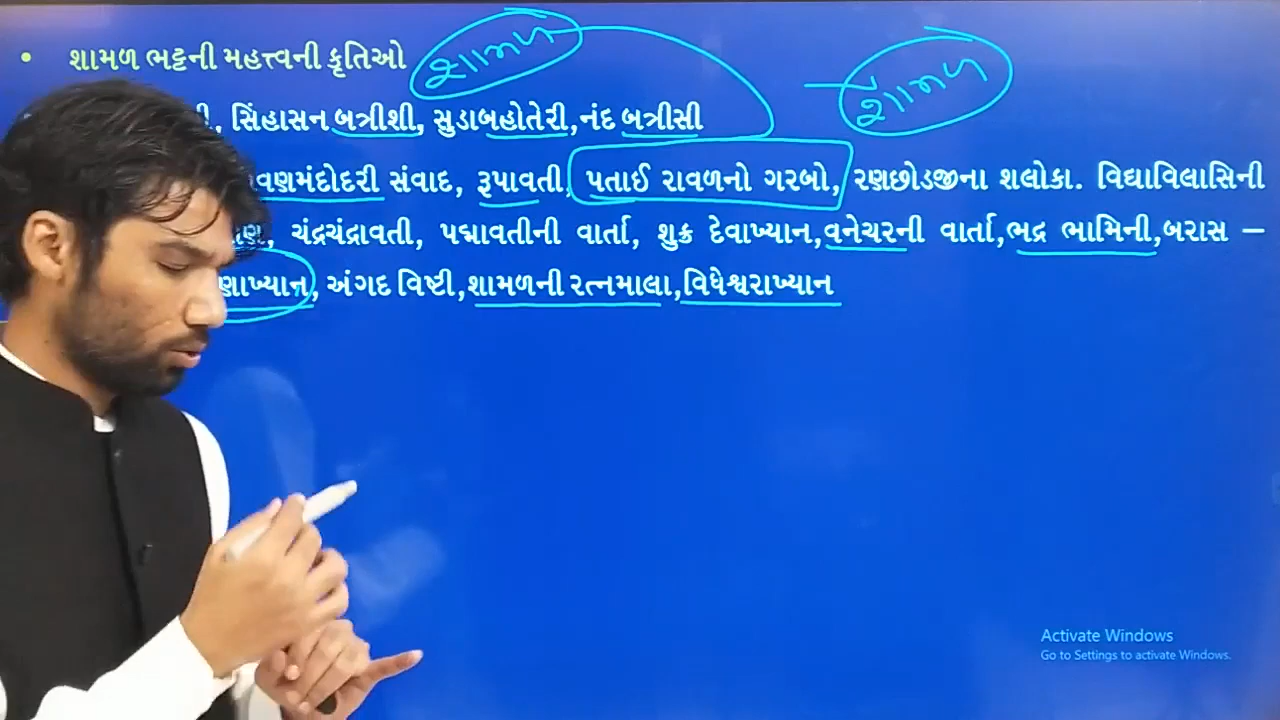 • શામળ ભટ્ટની મહત્ત્વની કૃતિઓ
શામળ
શામળ
સિંહાસન બત્રીશી, સુડાબહોતેરી,નંદ બત્રીસી
સંવાદ, રૂપાવતી, પતાઈ રાવળનો ગરબો, રણછોડજીના શલોકા. વિદ્યાવિલાસિની
ચંદ્રચંદ્રાવતી, પદ્માવતીની વાર્તા, શુક્ર દેવાખ્યાન,વનેચરની વાર્તા,ભદ્ર ભામિની,બરાસ –
અંગદ વિષ્ટી,શામળની રત્નમાલા,વિધેશ્વરાખ્યાન
Activate Windows
Go to Settings to activate Windows.